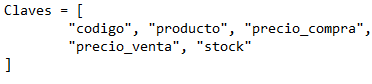 Claves = [
"codigo", "producto", "precio_compra",
"precio_venta", "stock"
]